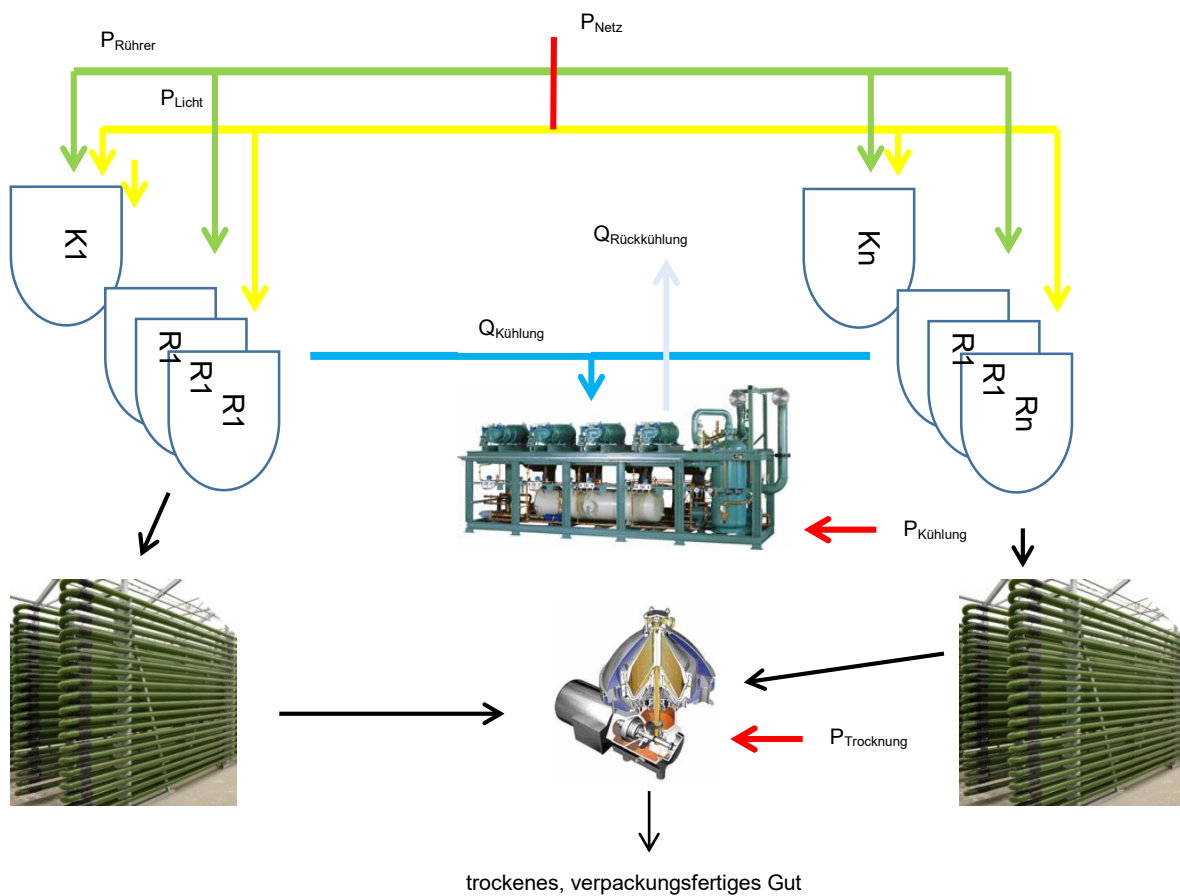 P_Netz
P_Rührer
P_Licht
K1
Kn
Q_Rückkühlung
Q_Kühlung
R1
R1
R1
R1
R1
Rn
P_Kühlung
P_Trocknung
trockenes, verpackungsfertiges Gut